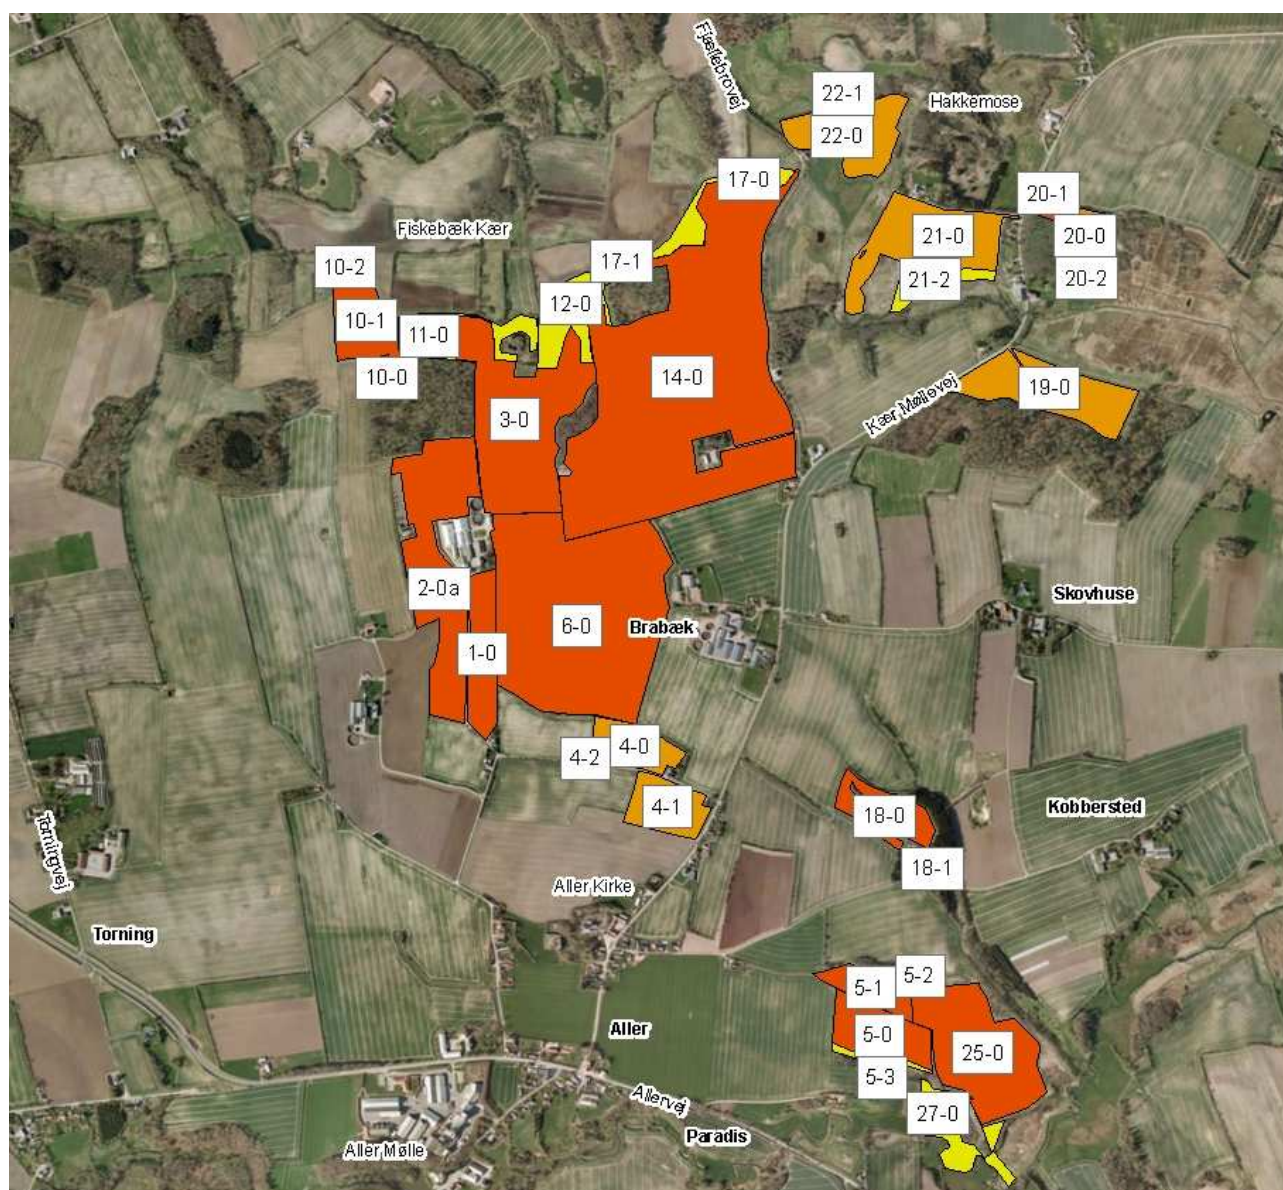 Fjællebrovej
22-1
Hakkemose
22-0
17-0
20-1
Fiskebæk Kær
21-0
20-0
10-2
17-1
21-2
20-2
12-0
10-1
11-0
10-0
14-0
19-0
Kær Møllevej
3-0
2-0a
Skovhuse
6-0
Brabæk
1-0
4-0
4-2
4-1
Kobbersted
18-0
Torningvej
18-1
Aller Kirke
Torning
5-2
5-1
Aller
5-0
25-0
5-3
Allervej
27-0
Paradis
Aller Mølle